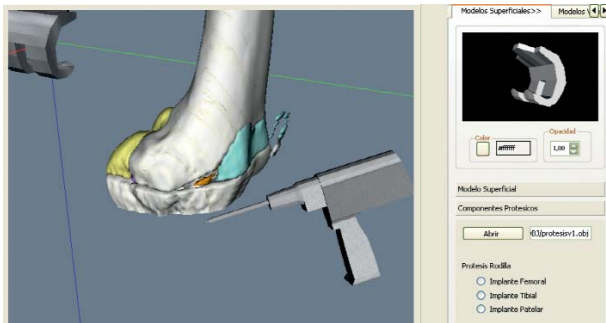 Modelos Superficiales>> Modelos
Color
#ffffff
Opacidad
1,00
Modelo Superficial
Componentes Protesicos
Abrir
BJ/protesisv1.obj
Protesis Rodilla
Implante Femoral
Implante Tibial
Implante Patelar